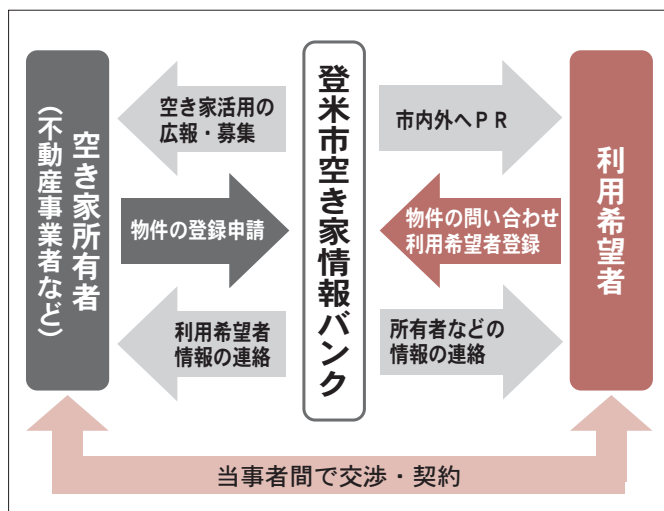 空き家所有者
(不動産事業者など)
空き家活用の
広報・募集
物件の登録申請
利用希望者
情報の連絡
登米市空き家情報バンク
市内外へＰＲ
物件の問い合わせ
利用希望者登録
所有者などの
情報の連絡
利用希望者
当事者間で交渉・契約